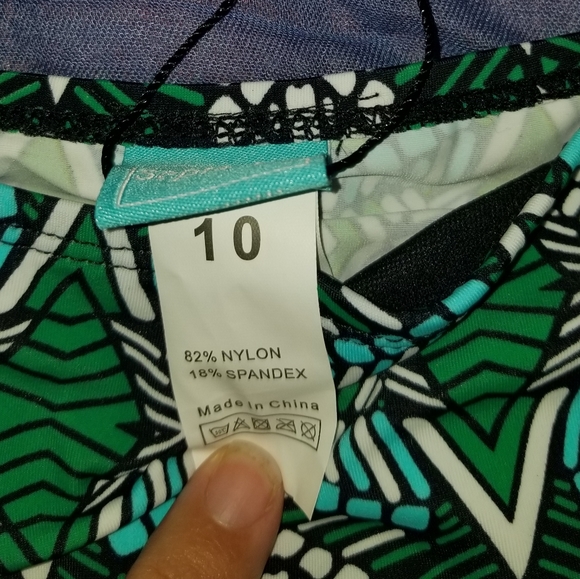 10
82% NYLON
18% SPANDEX
Made in China